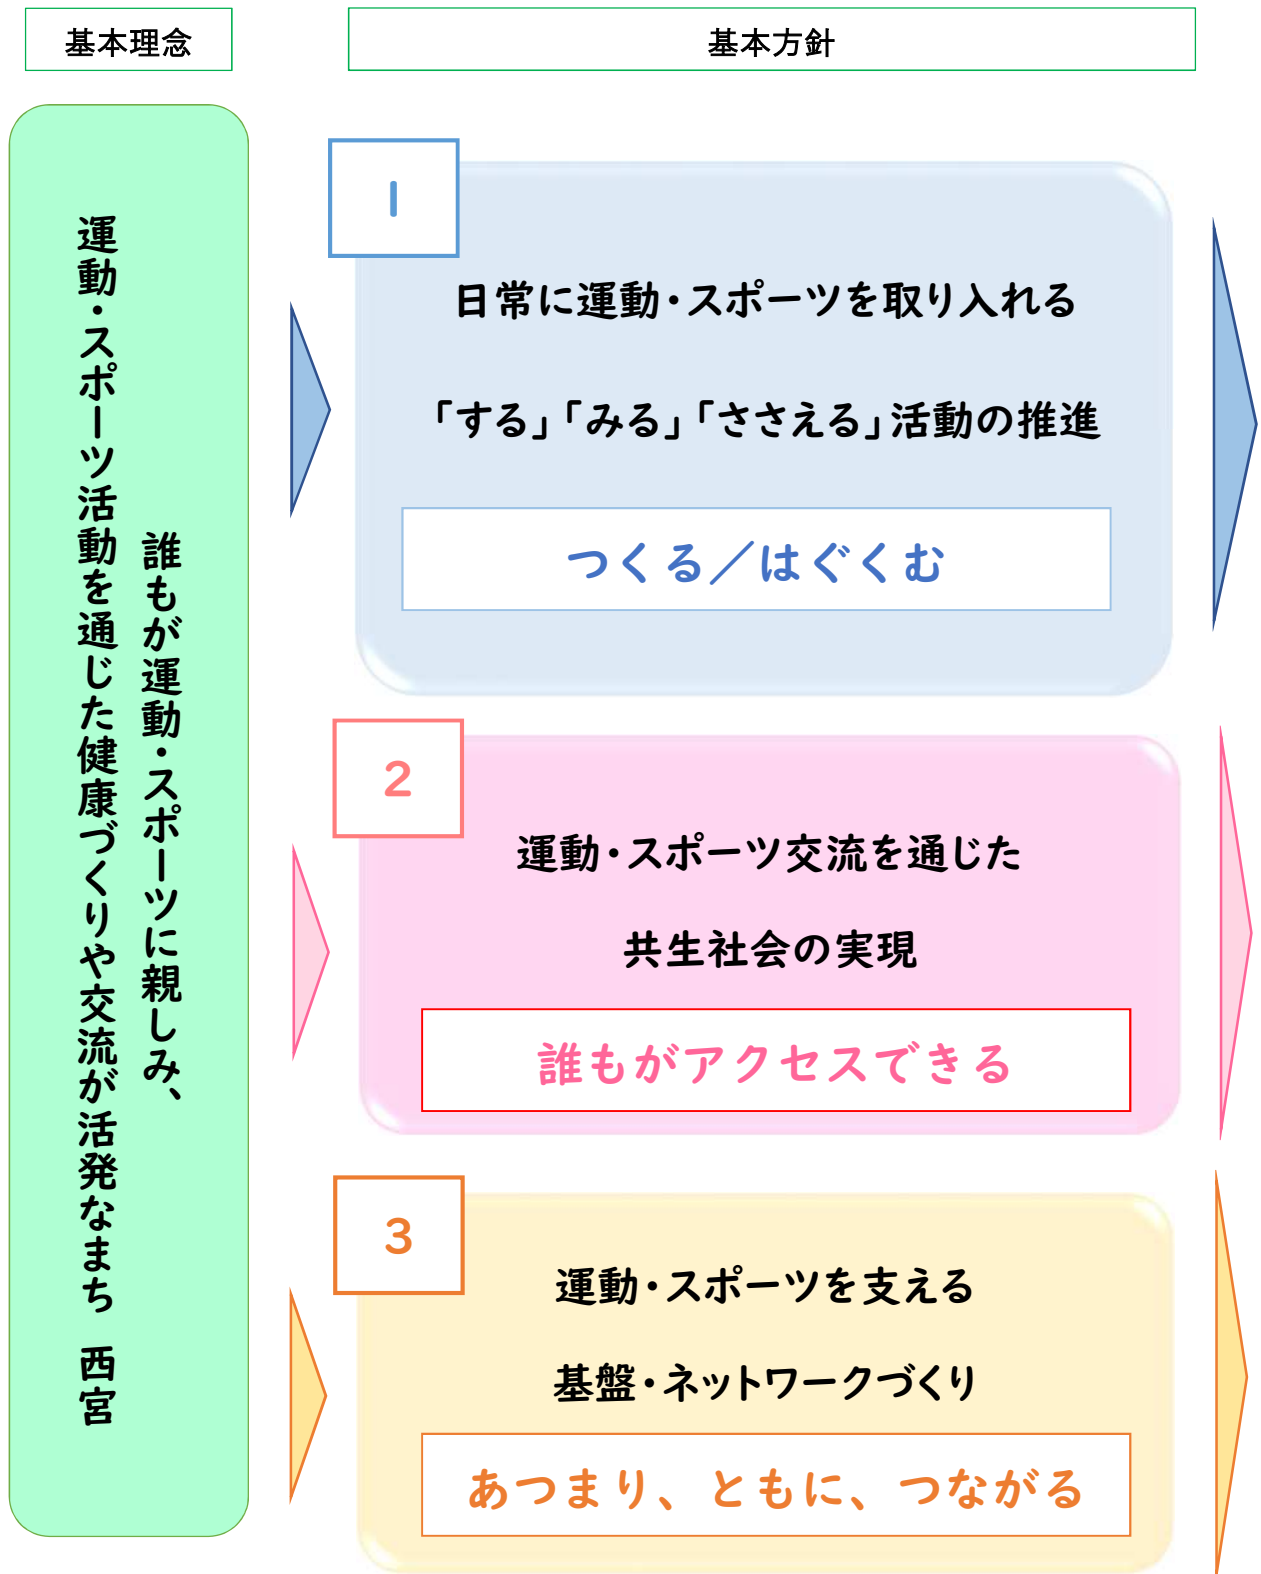 基本理念
基本方針
誰もが運動・スポーツに親しみ、
運動・スポーツ活動を通じた健康づくりや交流が活発なまち 西宮
1
日常に運動・スポーツを取り入れる
「する」「みる」「ささえる」活動の推進
つくる／はぐくむ
2
運動・スポーツ交流を通じた
共生社会の実現
誰もがアクセスできる
3
運動・スポーツを支える
基盤・ネットワークづくり
あつまり、ともに、つながる